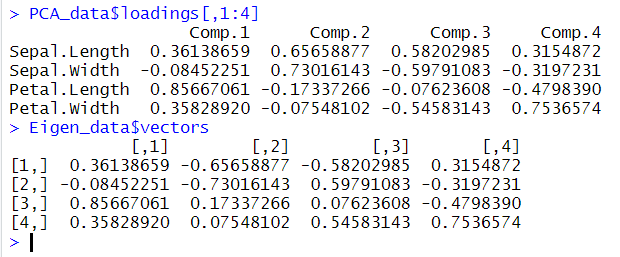 > PCA_data$loadings[,1:4]
                  Comp.1      Comp.2      Comp.3     Comp.4
Sepal.Length  0.36138659  0.65658877  0.58202985  0.3154872
Sepal.Width  -0.08452251  0.73016143 -0.59791083 -0.3197231
Petal.Length  0.85667061 -0.17337266 -0.07623608 -0.4798390
Petal.Width   0.35828920 -0.07548102 -0.54583143  0.7536574
> Eigen_data$vectors
            [,1]        [,2]        [,3]       [,4]
[1,]  0.36138659 -0.65658877 -0.58202985  0.3154872
[2,] -0.08452251 -0.73016143  0.59791083 -0.3197231
[3,]  0.85667061  0.17337266  0.07623608 -0.4798390
[4,]  0.35828920  0.07548102  0.54583143  0.7536574
>